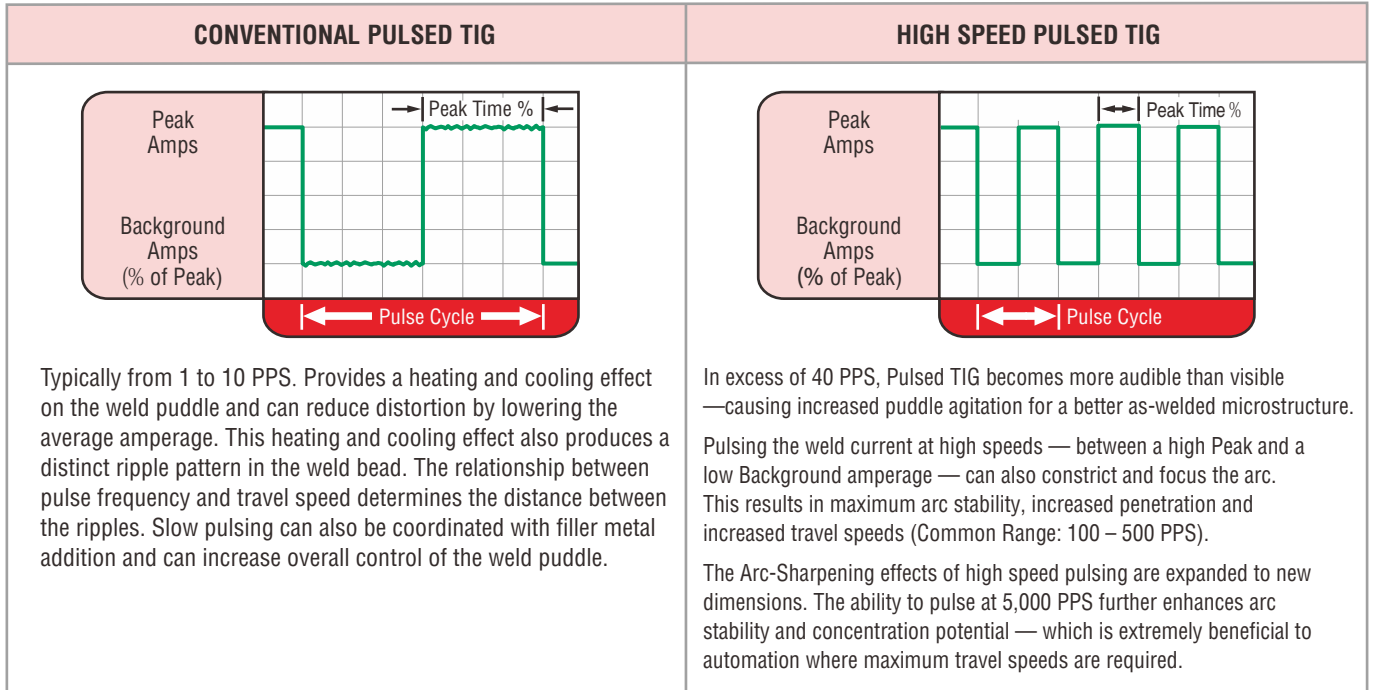 CONVENTIONAL PULSED TIG
Peak
Amps
Background
Amps
(% of Peak)
Peak Time %
Pulse Cycle
Typically from 1 to 10 PPS. Provides a heating and cooling effect
on the weld puddle and can reduce distortion by lowering the
average amperage. This heating and cooling effect also produces a
distinct ripple pattern in the weld bead. The relationship between
pulse frequency and travel speed determines the distance between
the ripples. Slow pulsing can also be coordinated with filler metal
addition and can increase overall control of the weld puddle.
HIGH SPEED PULSED TIG
Peak
Amps
Background
Amps
(% of Peak)
Peak Time %
Pulse Cycle
In excess of 40 PPS, Pulsed TIG becomes more audible than visible
—causing increased puddle agitation for a better as-welded microstructure.
Pulsing the weld current at high speeds — between a high Peak and a
low Background amperage — can also constrict and focus the arc.
This results in maximum arc stability, increased penetration and
increased travel speeds (Common Range: 100 – 500 PPS).
The Arc-Sharpening effects of high speed pulsing are expanded to new
dimensions. The ability to pulse at 5,000 PPS further enhances arc
stability and concentration potential — which is extremely beneficial to
automation where maximum travel speeds are required.